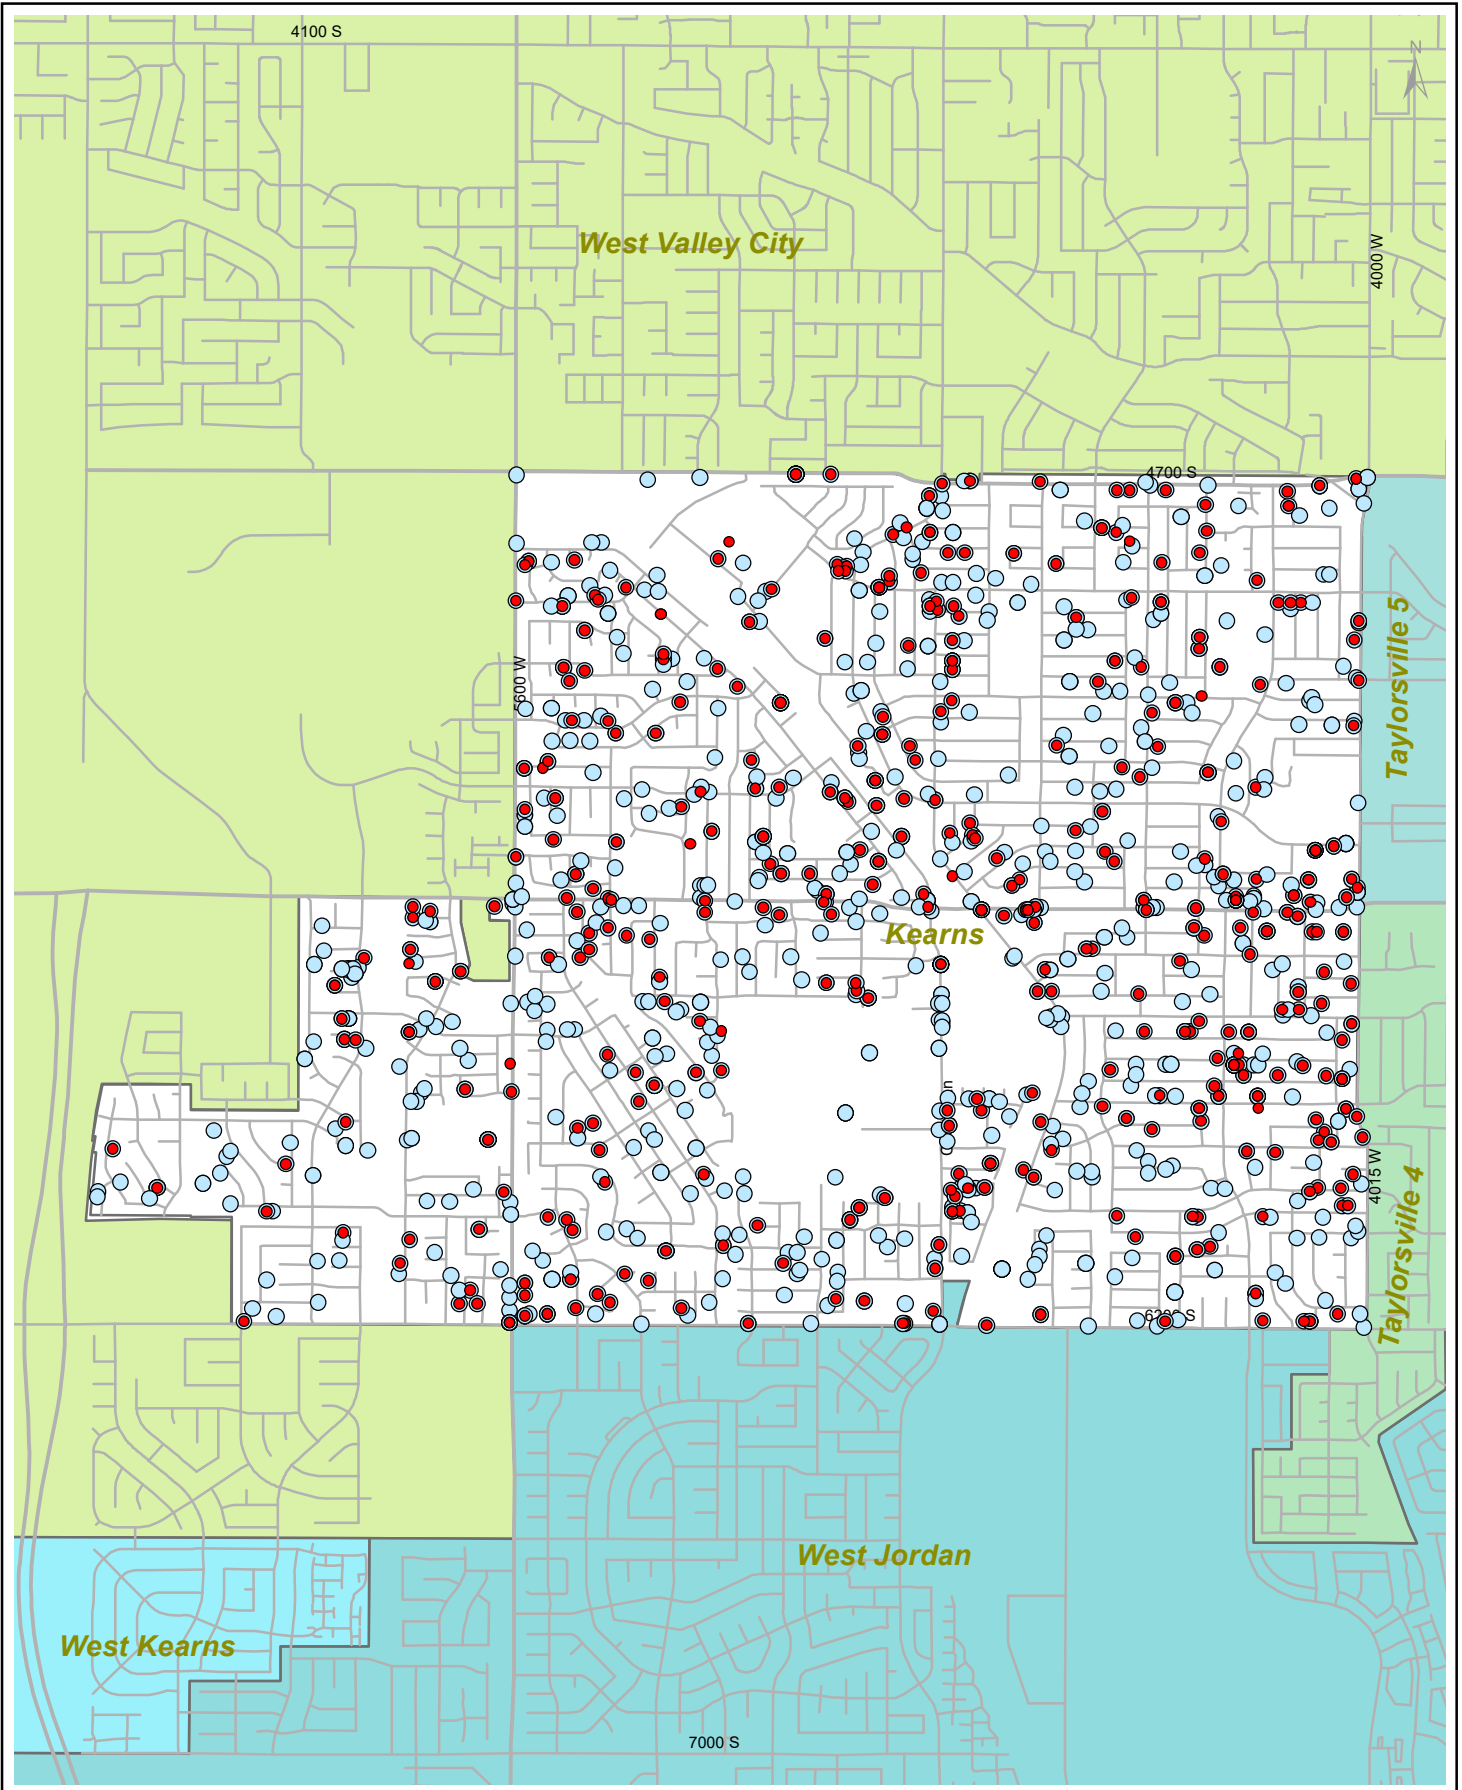 4100 S
N
West Valley City
4000 W
4700 S
Taylorsville 5
5600 W
Kearns
4015 W
Taylorsville 4
West Jordan
West Kearns
7000 S